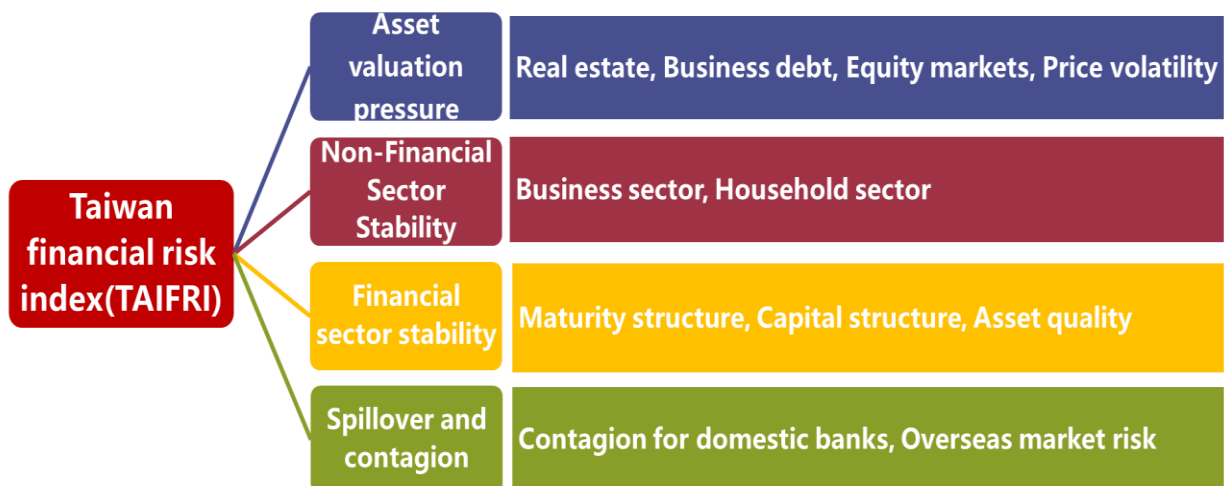 Taiwan
financial risk
index(TAIFRI)
Asset
valuation
pressure
Real estate, Business debt, Equity markets, Price volatility
Non-Financial
Sector
Stability
Business sector, Household sector
Financial
sector stability
Maturity structure, Capital structure, Asset quality
Spillover and
contagion
Contagion for domestic banks, Overseas market risk